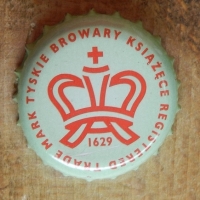 TYSKIE BROWARY KSIĄŻĘCE REGISTERED TRADE MARK
1629